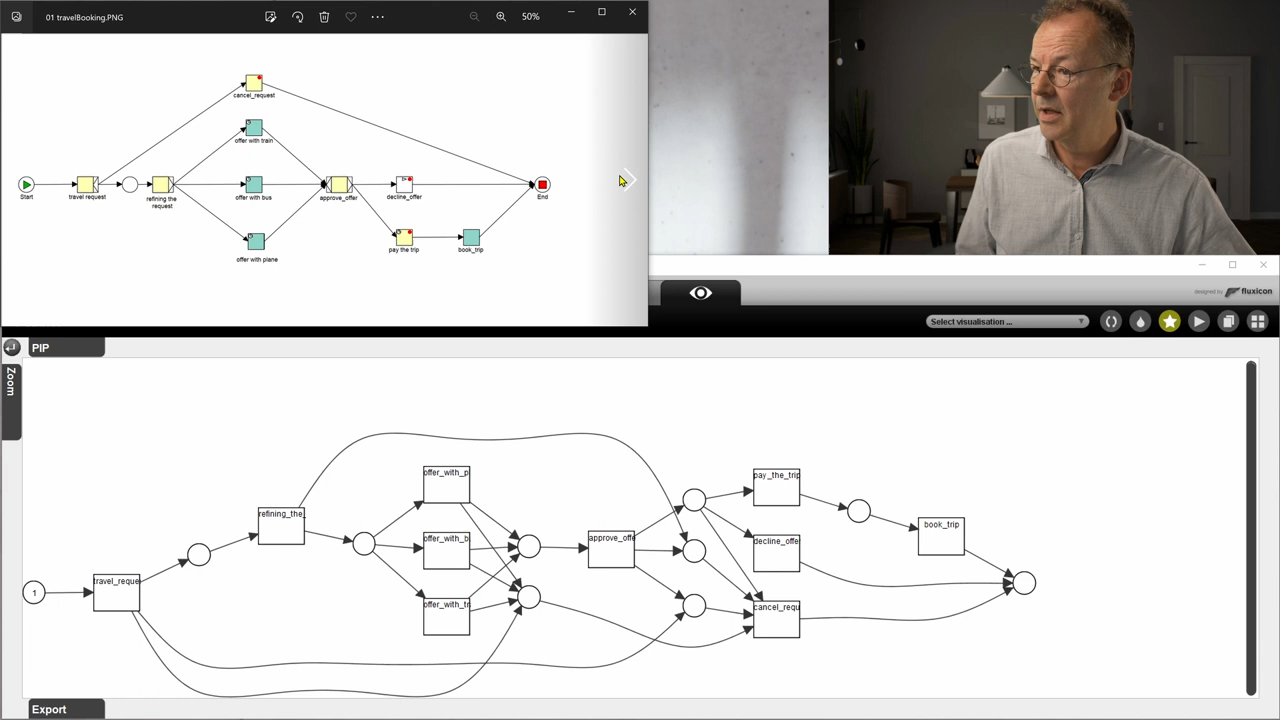 01 travelBooking.PNG
50%
cancel_request
offer with train
Start
travel request
refining the
request
offer with bus
approve_offer
decline_offer
End
pay the trip
book_trip
offer with plane
designed by fluxicon
Select visualisation ...
PIP
Zoom
offer_with_p
pay_the_trip
refining_the_
book_trip
offer_with_b
approve_offe
decline_offe
travel_reque
1
offer_with_tr
cancel_requ
Export